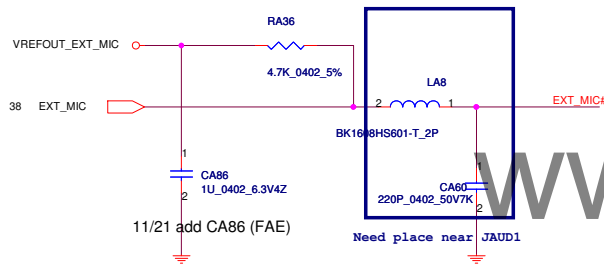 RA36
VREFOUT_EXT_MIC
4.7K_0402_5%
LA8
38 EXT_MIC
2
1
EXT_MIC#
BK1608HS601-T_2P
1
CA86
1U_0402_6.3V4Z
2
1
CA60
220P_0402_50V7K
2
11/21 add CA86 (FAE)
Need place near JAUD1